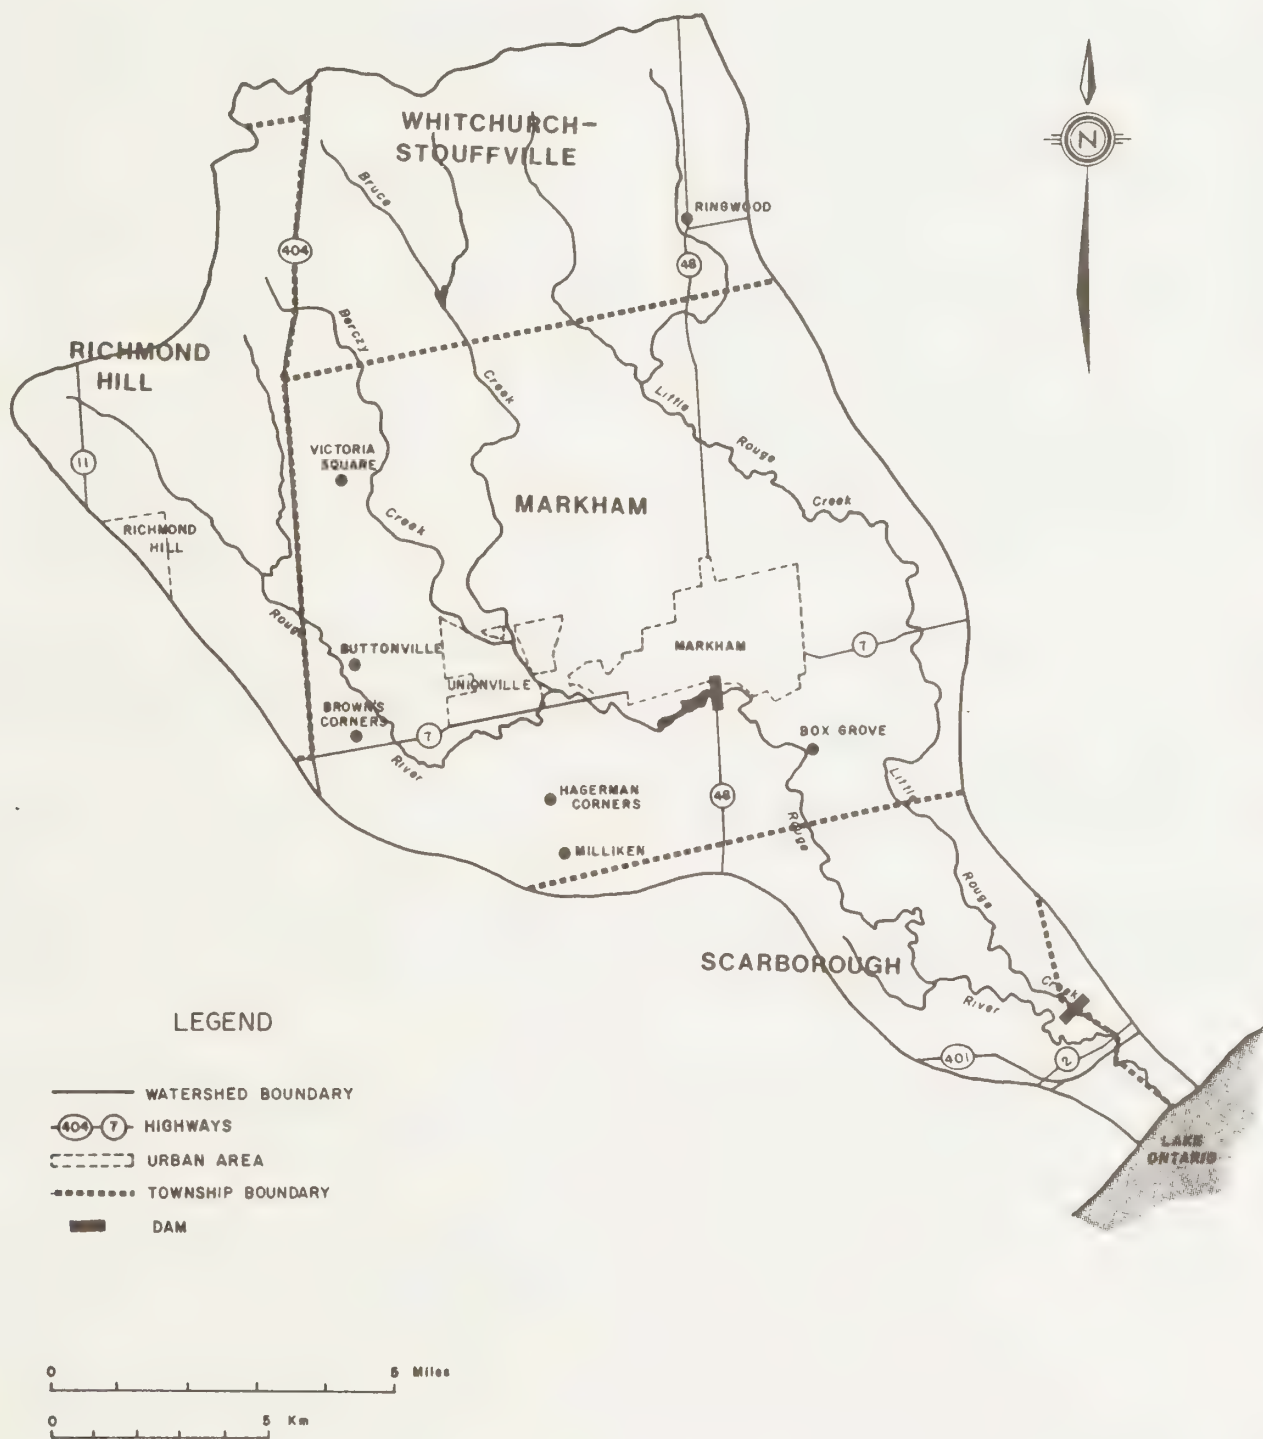 WHITCHURCH-
STOUFFVILLE
N
Bruce
RINGWOOD
404
48
Berczy
RICHMOND
HILL
Creek
Little
VICTORIA
SQUARE
Rouge
11
Creek
MARKHAM
Creek
RICHMOND
HILL
Rouge
BUTTONVILLE
MARKHAM
7
UNIONVILLE
BROWN'S
CORNERS
7
BOX GROVE
River
Little
HAGERMAN
CORNERS
48
Rouge
MILLIKEN
Rouge
SCARBOROUGH
Creek
River
LEGEND
401
2
WATERSHED BOUNDARY
404 7 HIGHWAYS
LAKE
ONTARIO
URBAN AREA
TOWNSHIP BOUNDARY
DAM
0 5 Miles
0 5 Km